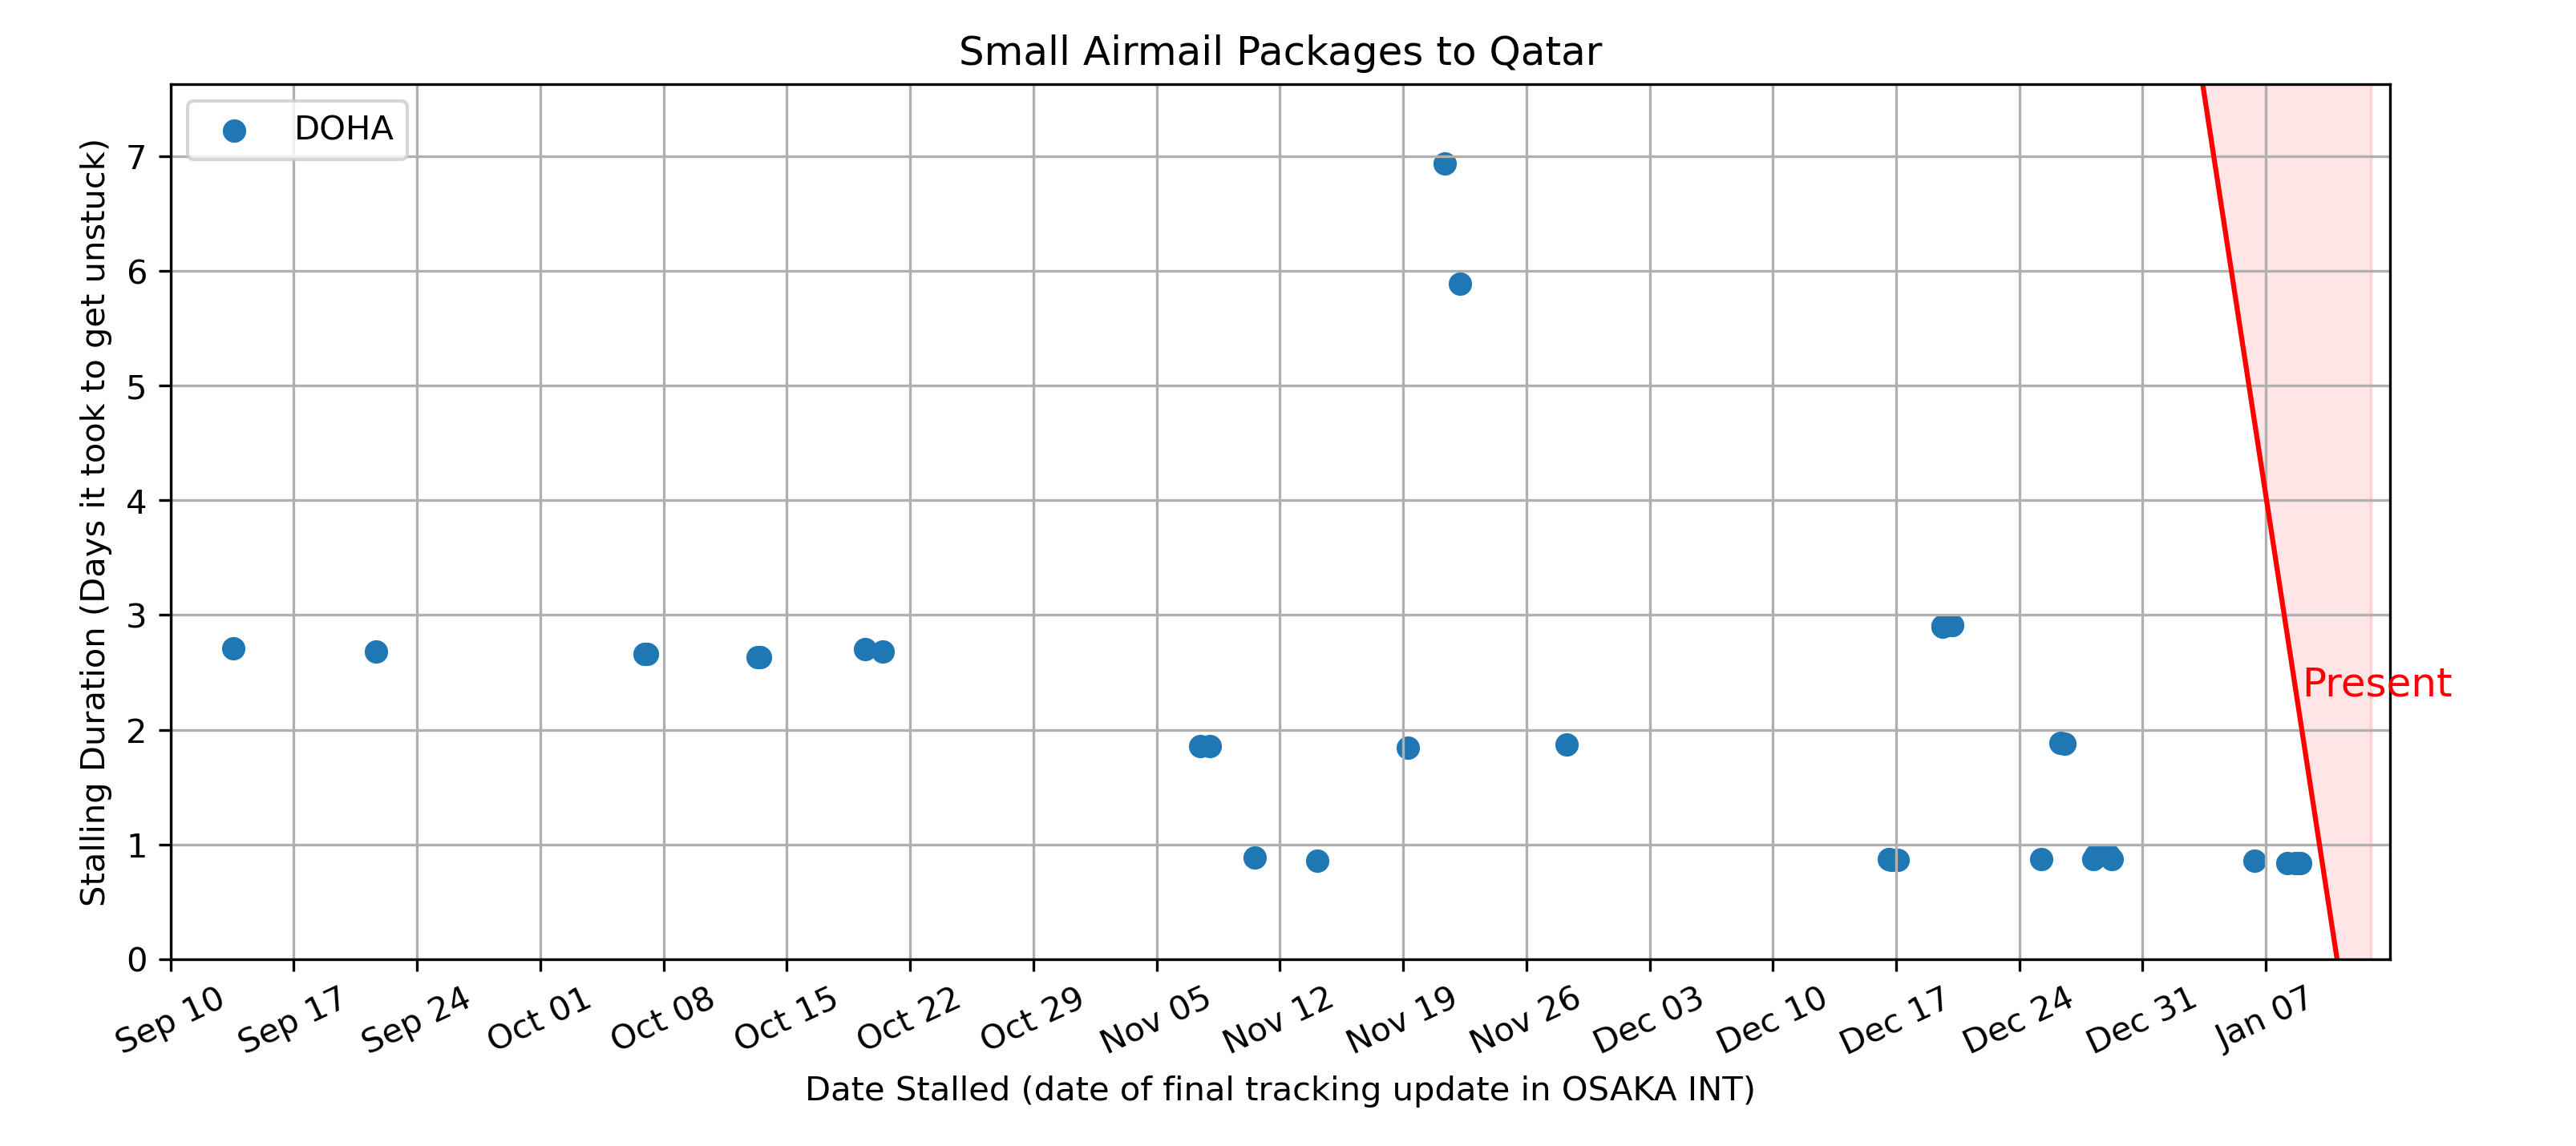 Small Airmail Packages to Qatar
DOHA
Stalling Duration (Days it took to get unstuck)
7
6
5
4
3
2
1
0
Present
Sep 10
Sep 17
Sep 24
Oct 01
Oct 08
Oct 15
Oct 22
Oct 29
Nov 05
Nov 12
Nov 19
Nov 26
Dec 03
Dec 10
Dec 17
Dec 24
Dec 31
Jan 07
Date Stalled (date of final tracking update in OSAKA INT)